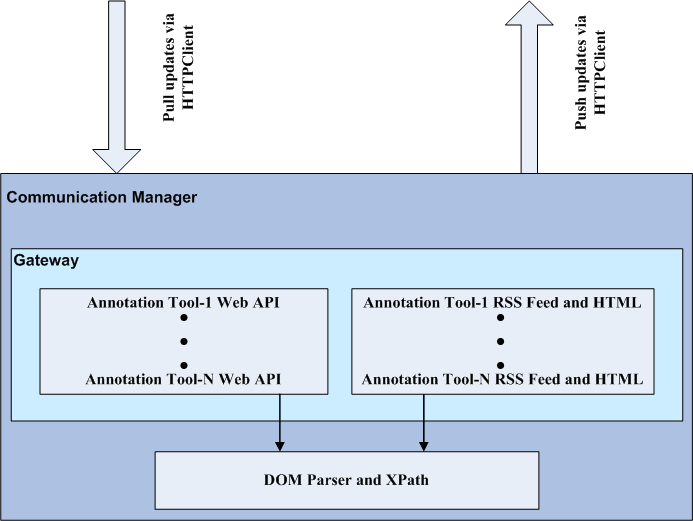 Pull updates via
HTTPClient
Push updates via
HTTPClient
Communication Manager
Gateway
Annotation Tool-1 Web API
Annotation Tool-N Web API
Annotation Tool-1 RSS Feed and HTML
Annotation Tool-N RSS Feed and HTML
DOM Parser and XPath